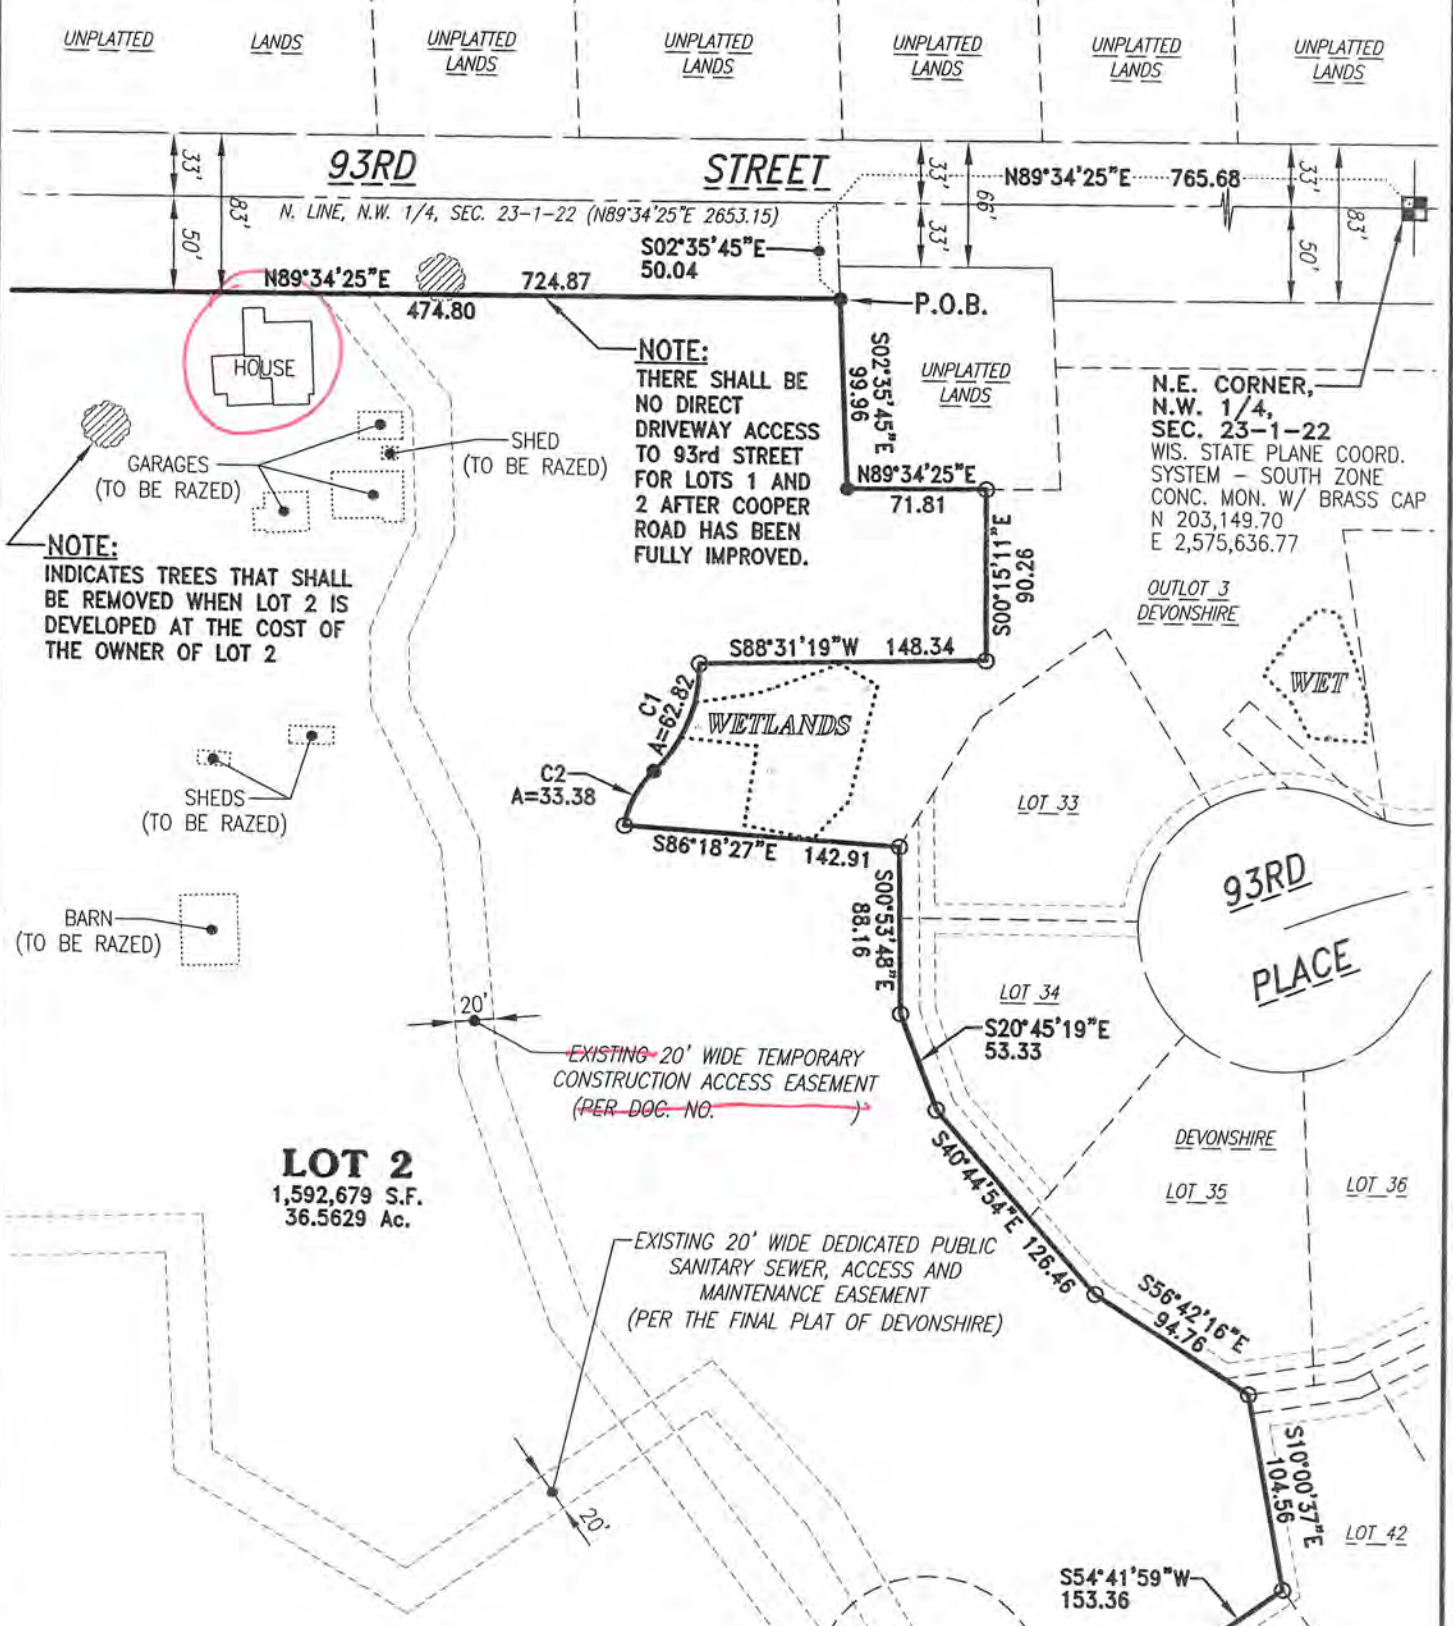 UNPLATTED LANDS
UNPLATTED
LANDS
UNPLATTED
LANDS
UNPLATTED
LANDS
UNPLATTED
LANDS
UNPLATTED
LANDS
93RD STREET
33'
83'
50'
33'
66'
33'
N89°34'25"E 765.68
33'
83'
50'
N. LINE, N.W. 1/4, SEC. 23-1-22 (N89°34'25"E 2653.15)
S02°35'45"E
50.04
N89°34'25"E 724.87
474.80
P.O.B.
HOUSE
NOTE:
THERE SHALL BE
NO DIRECT
DRIVEWAY ACCESS
TO 93rd STREET
FOR LOTS 1 AND
2 AFTER COOPER
ROAD HAS BEEN
FULLY IMPROVED.
S02°35'45"E
99.96
UNPLATTED
LANDS
N.E. CORNER,
N.W. 1/4,
SEC. 23-1-22
WIS. STATE PLANE COORD.
SYSTEM - SOUTH ZONE
CONC. MON. W/ BRASS CAP
N 203,149.70
E 2,575,636.77
SHED
(TO BE RAZED)
GARAGES
(TO BE RAZED)
N89°34'25"E
71.81
S00°15'11"E
90.26
NOTE:
INDICATES TREES THAT SHALL
BE REMOVED WHEN LOT 2 IS
DEVELOPED AT THE COST OF
THE OWNER OF LOT 2
OUTLOT 3
DEVONSHIRE
S88°31'19"W 148.34
WET
C1
A=62.82
WETLANDS
C2
A=33.38
SHEDS
(TO BE RAZED)
LOT 33
S86°18'27"E 142.91
93RD
PLACE
S00°53'48"E
88.16
BARN
(TO BE RAZED)
LOT 34
S20°45'19"E
53.33
20'
EXISTING 20' WIDE TEMPORARY
CONSTRUCTION ACCESS EASEMENT
(PER DOC. NO. )
DEVONSHIRE
LOT 35
LOT 36
S40°44'54"E 126.46
LOT 2
1,592,679 S.F.
36.5629 Ac.
EXISTING 20' WIDE DEDICATED PUBLIC
SANITARY SEWER, ACCESS AND
MAINTENANCE EASEMENT
(PER THE FINAL PLAT OF DEVONSHIRE)
S56°42'16"E
94.76
20'
S10°00'37"E
104.56
LOT 42
S54°41'59"W
153.36